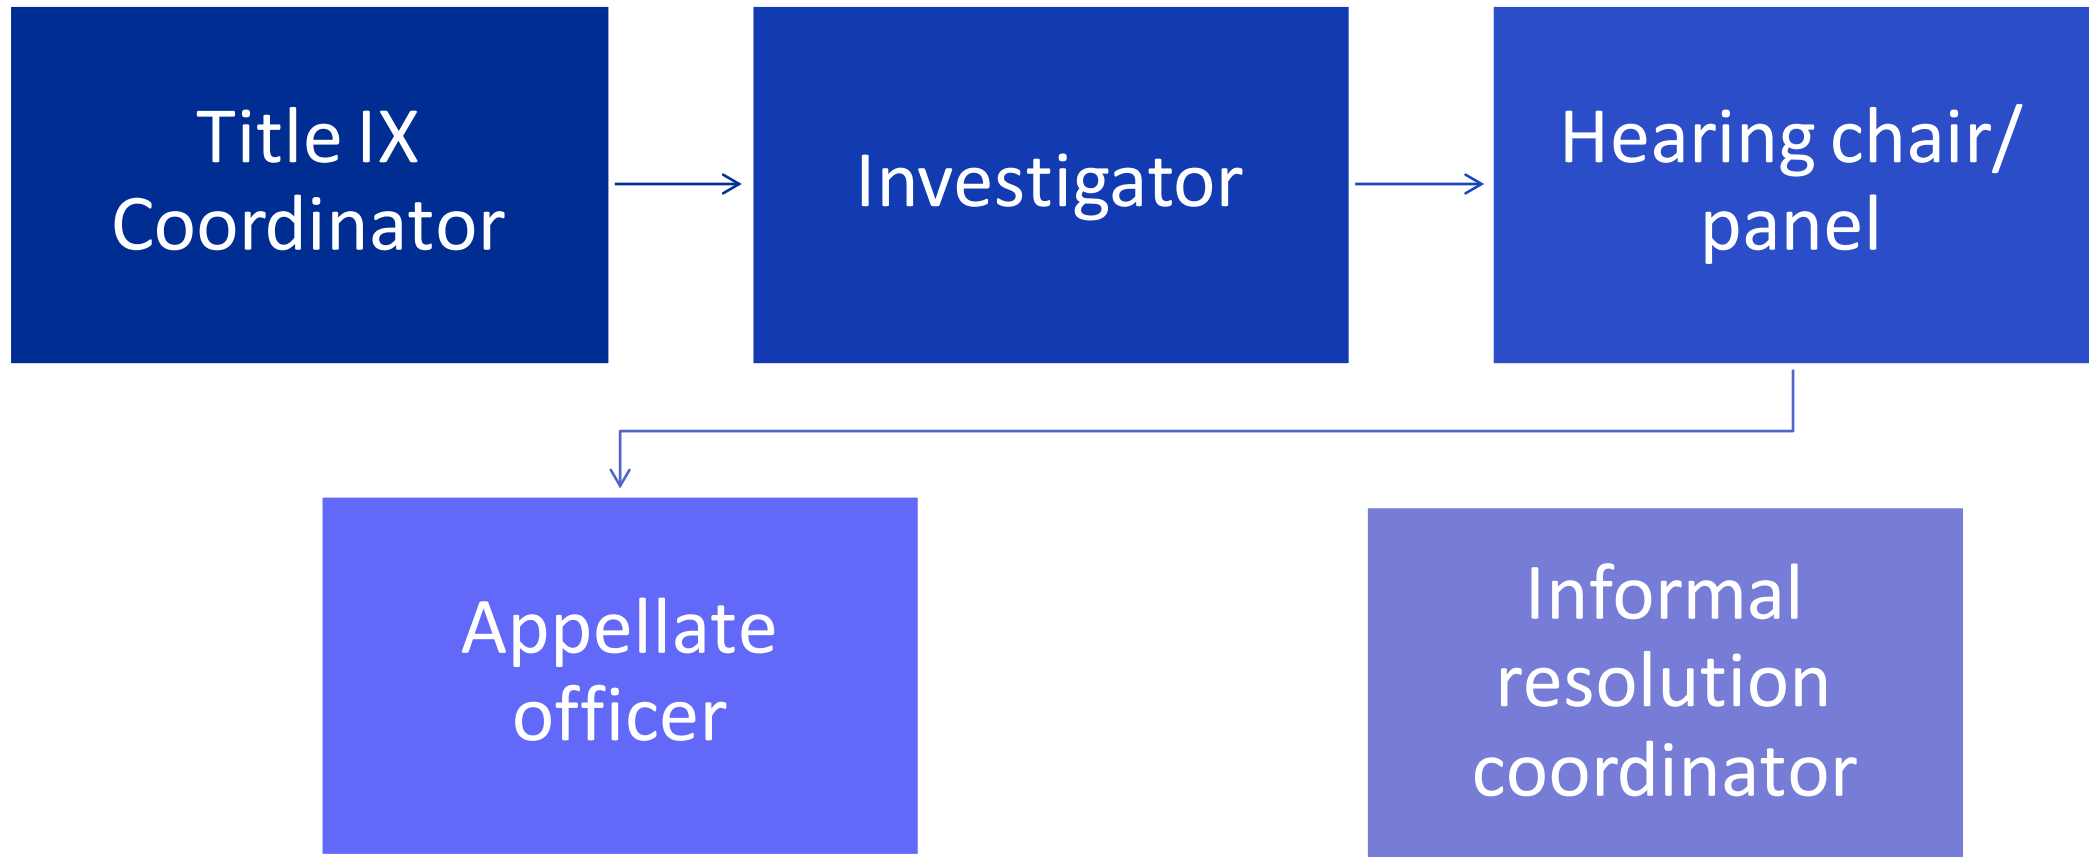 Title IX
Coordinator
Investigator
Hearing chair/
panel
Appellate
officer
Informal
resolution
coordinator